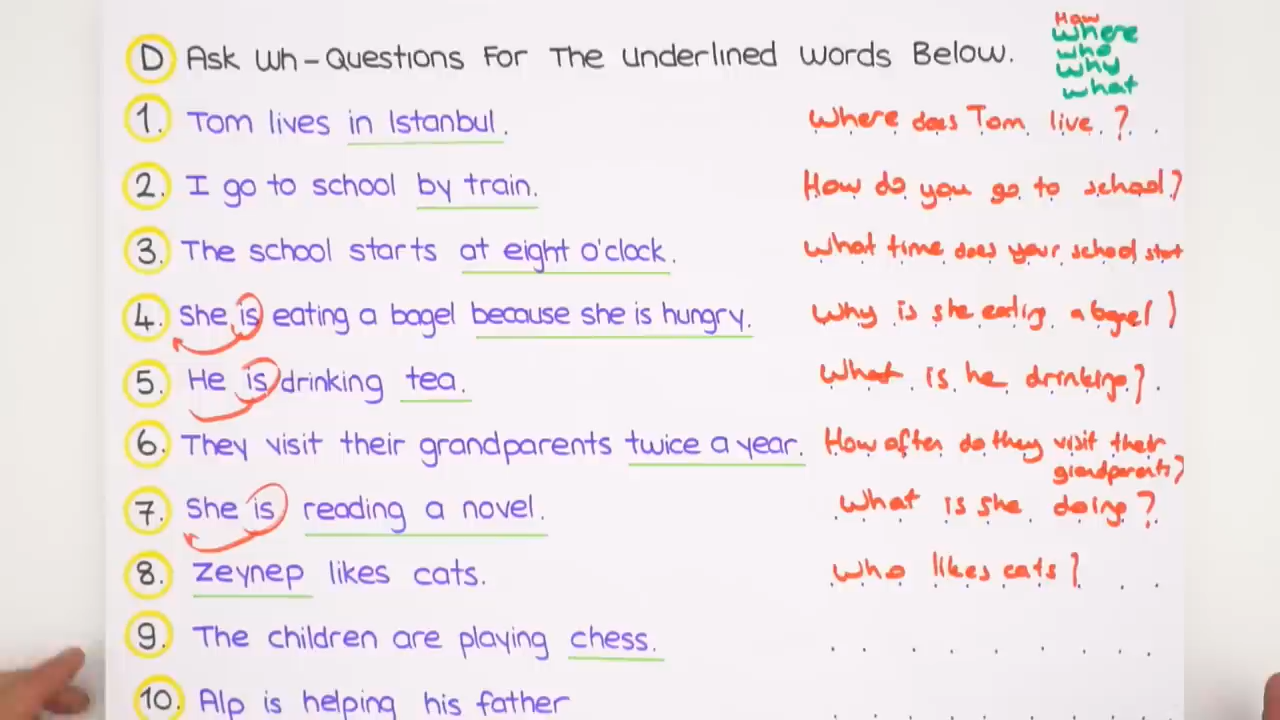 How
where
who
why
what
D Ask Wh-Questions For The Underlined Words Below.
1. Tom lives in Istanbul. Where does Tom live?
2. I go to school by train. How do you go to school?
3. The school starts at eight o'clock. What time does your school start
4. She is eating a bagel because she is hungry. Why is she eating a bagel?
5. He is drinking tea. What is he drinking?
6. They visit their grandparents twice a year. How often do they visit their
grandparents?
7. She is reading a novel. What is she doing?
8. Zeynep likes cats. Who likes cats?
9. The children are playing chess.
10. Alp is helping his father